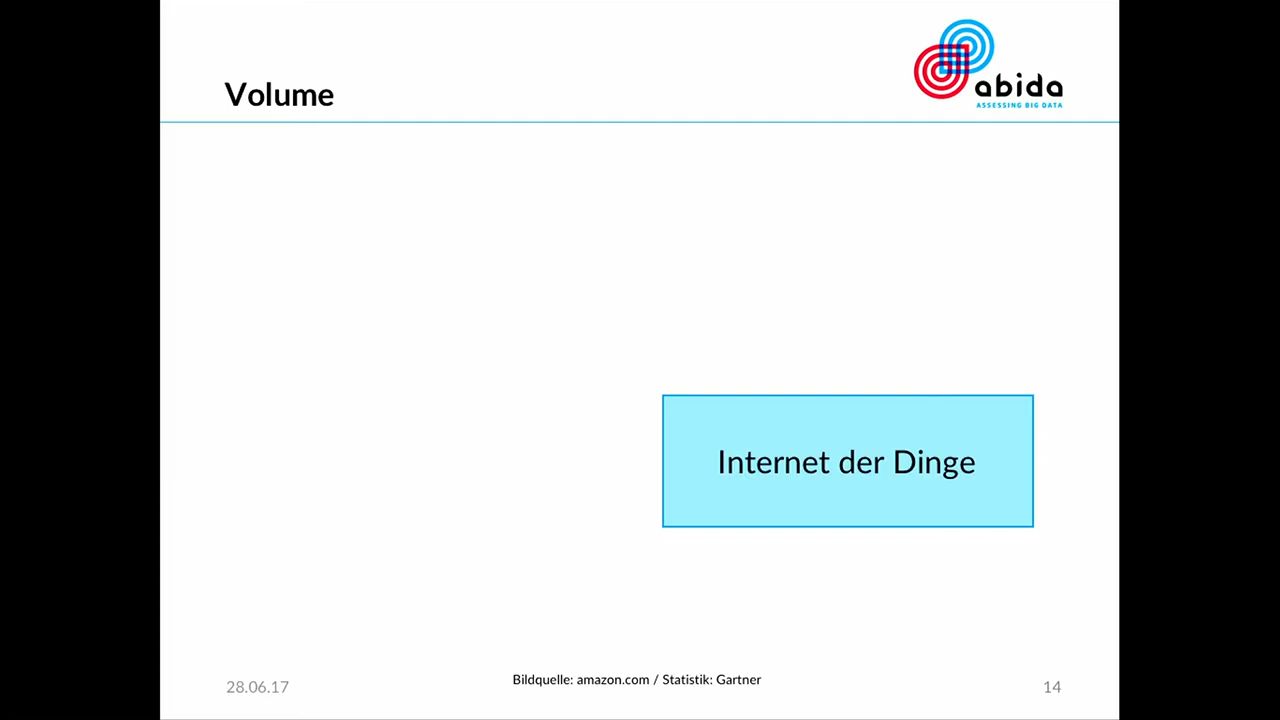 Volume
abida
ASSESSING BIG DATA
Internet der Dinge
28.06.17
Bildquelle: amazon.com / Statistik: Gartner
14